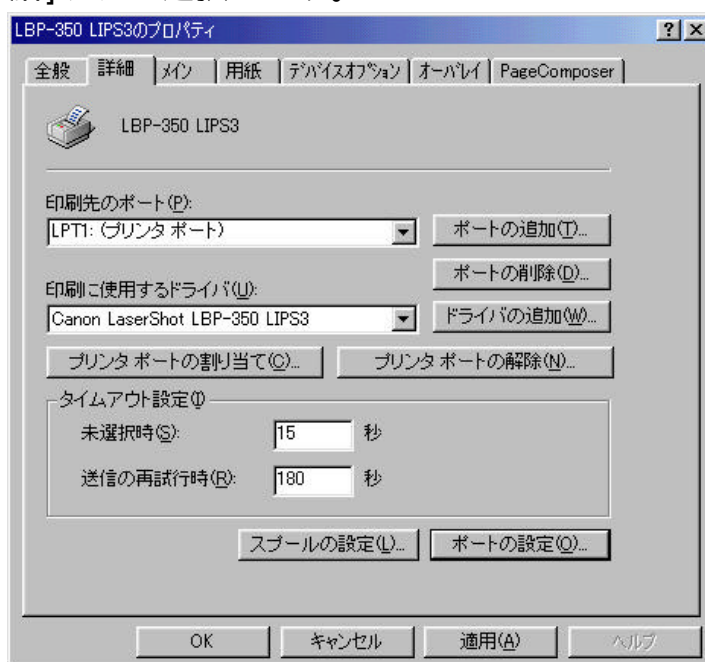 LBP-350 LIPS3のプロパティ
全般 詳細 メイン 用紙 ﾃﾞﾊﾞｲｽｵﾌﾟｼｮﾝ オーバレイ PageComposer
LBP-350 LIPS3
印刷先のポート(P):
LPT1: (プリンタ ポート)
ポートの追加(T)...
ポートの削除(D)...
印刷に使用するドライバ(U):
Canon LaserShot LBP-350 LIPS3
ドライバの追加(W)...
プリンタ ポートの割り当て(C)... プリンタ ポートの解除(N)...
タイムアウト設定(I)
未選択時(S): 15 秒
送信の再試行時(R): 180 秒
スプールの設定(L)... ポートの設定(O)...
OK キャンセル 適用(A) ヘルプ